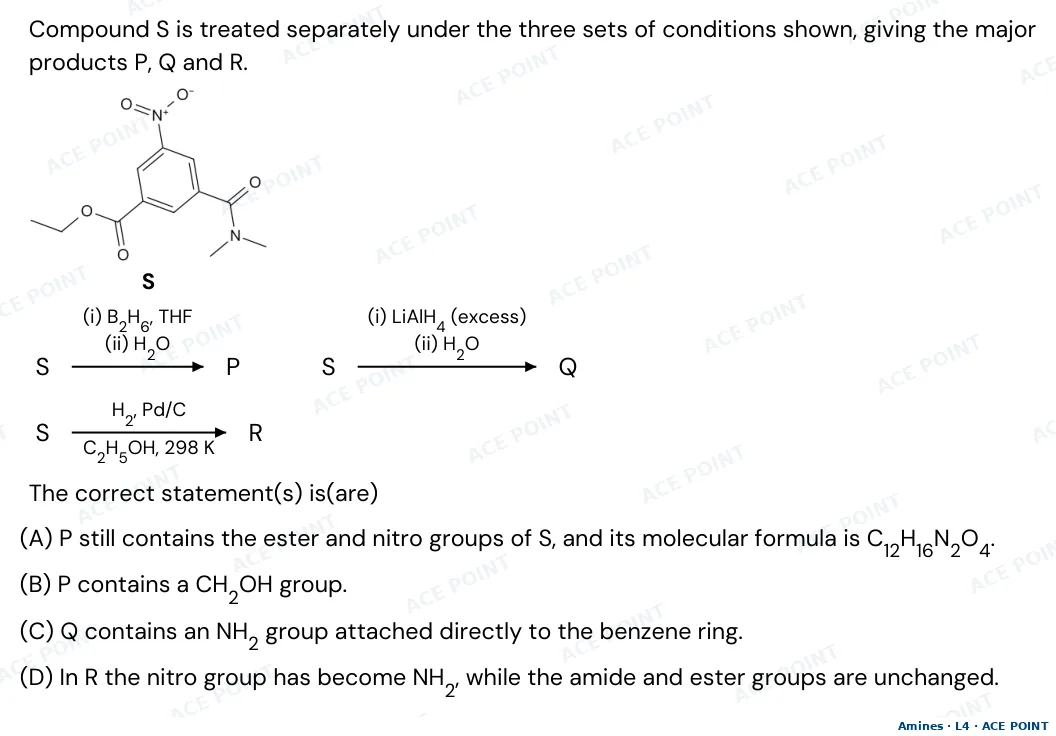 Compound S is treated separately under the three sets of conditions shown, giving the major
products P, Q and R.
O
O⁻
N⁺
O
O
O
N
S
(i) B₂H₆, THF
(ii) H₂O
S
P
(i) LiAlH₄ (excess)
(ii) H₂O
S
Q
H₂, Pd/C
S
R
C₂H₅OH, 298 K
The correct statement(s) is(are)
(A) P still contains the ester and nitro groups of S, and its molecular formula is C₁₂H₁₆N₂O₄.
(B) P contains a CH₂OH group.
(C) Q contains an NH₂ group attached directly to the benzene ring.
(D) In R the nitro group has become NH₂, while the amide and ester groups are unchanged.
Amines · L4 · ACE POINT
ACE POINT